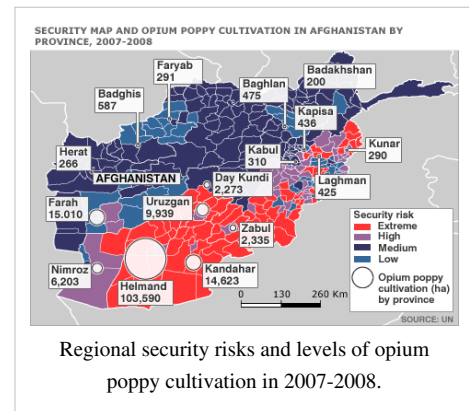 SECURITY MAP AND OPIUM POPPY CULTIVATION IN AFGHANISTAN BY
PROVINCE, 2007-2008
Faryab
291
Badakhshan
200
Badghis
587
Baghlan
475
Kapisa
436
Herat
266
Kabul
310
Kunar
290
AFGHANISTAN
Day Kundi
2,273
Laghman
425
Farah
15.010
Uruzgan
9,939
Zabul
2,335
Nimroz
6,203
Helmand
103,590
Kandahar
14,623
Security risk
Extreme
High
Medium
Low
Opium poppy
cultivation (ha)
by province
0 130 260 Km
SOURCE: UN
Regional security risks and levels of opium
poppy cultivation in 2007-2008.